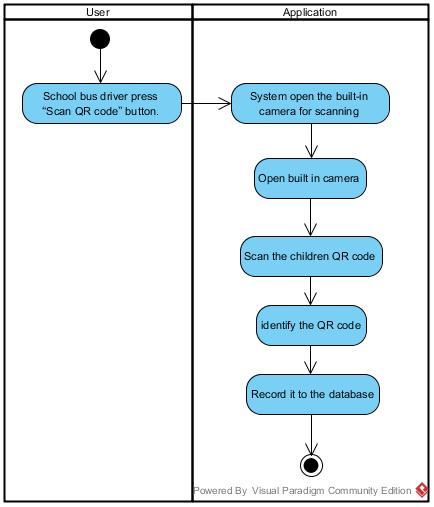 User
Application
School bus driver press
“Scan QR code” button.
System open the built-in
camera for scanning
Open built in camera
Scan the children QR code
identify the QR code
Record it to the database
Powered By Visual Paradigm Community Edition